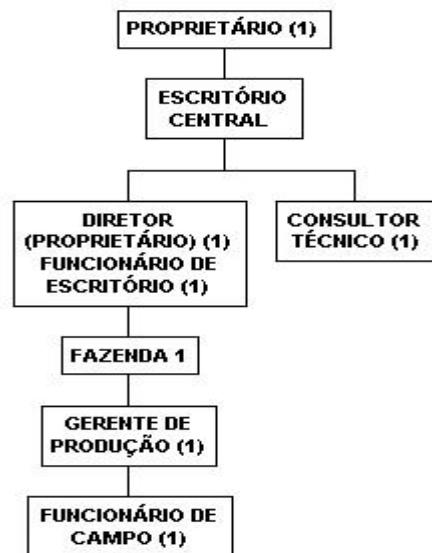 PROPRIETÁRIO (1)
ESCRITÓRIO
CENTRAL
DIRETOR
(PROPRIETÁRIO) (1)
FUNCIONÁRIO DE
ESCRITÓRIO (1)
CONSULTOR
TÉCNICO (1)
FAZENDA 1
GERENTE DE
PRODUÇÃO (1)
FUNCIONÁRIO DE
CAMPO (1)